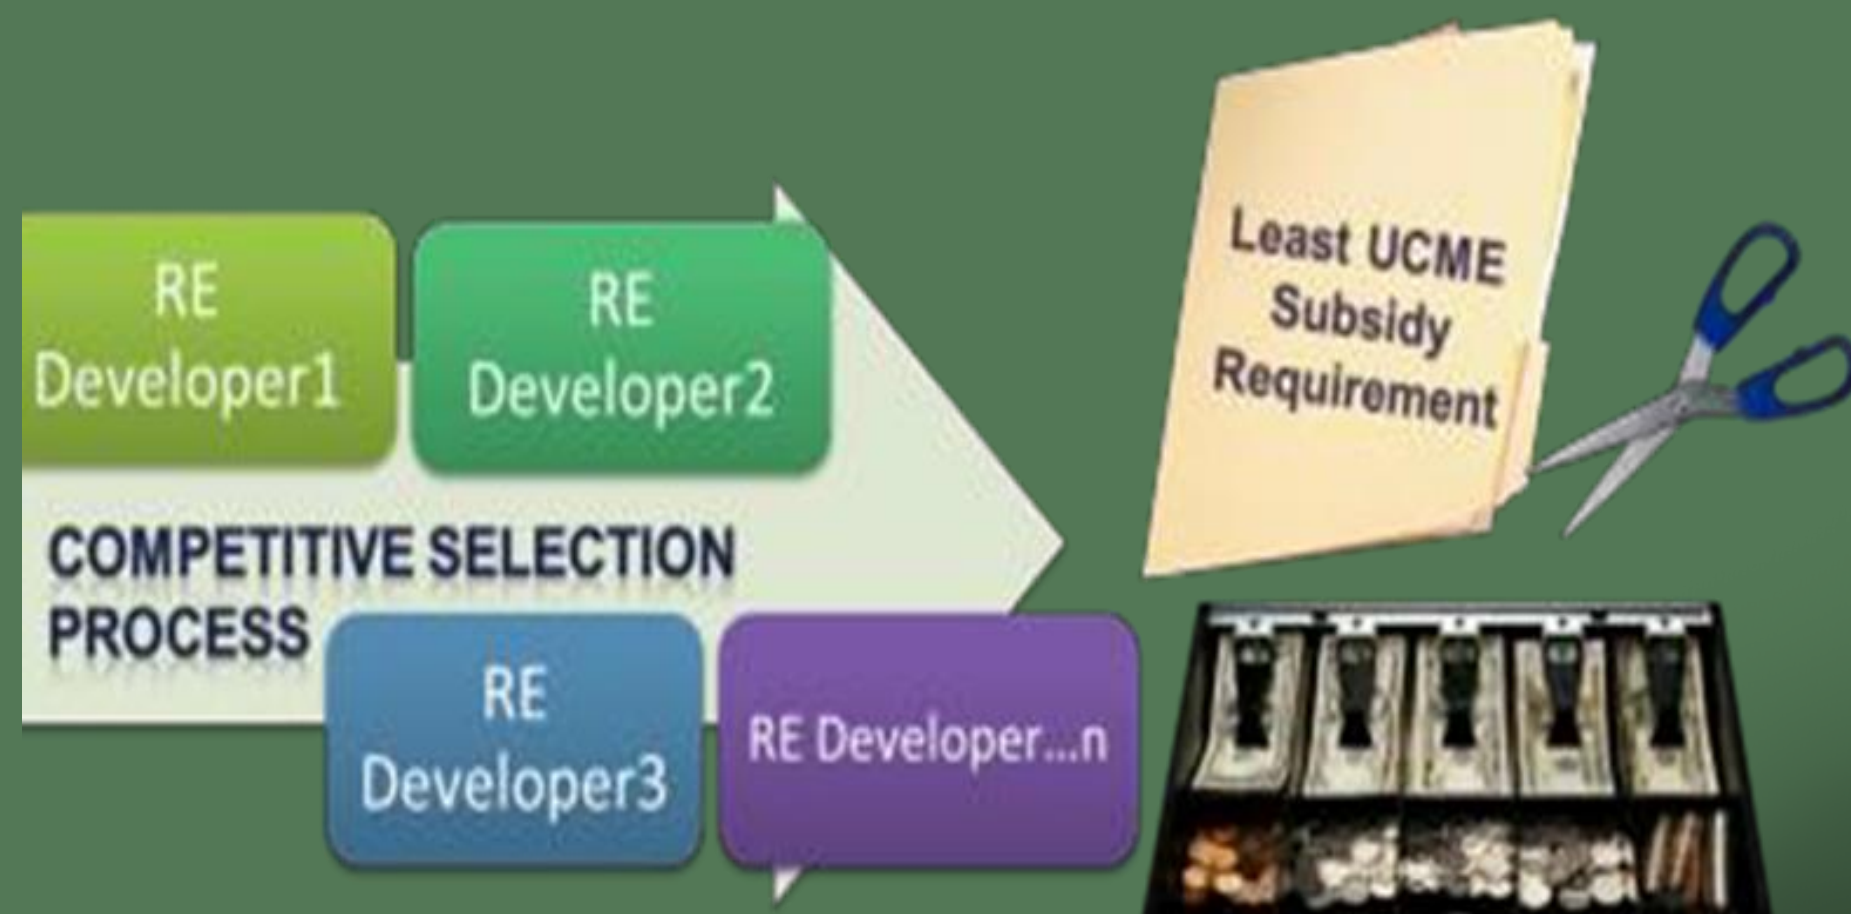 RE
Developer1
RE
Developer2
COMPETITIVE SELECTION
PROCESS
RE
Developer3
RE Developer...n
Least UCME
Subsidy
Requirement